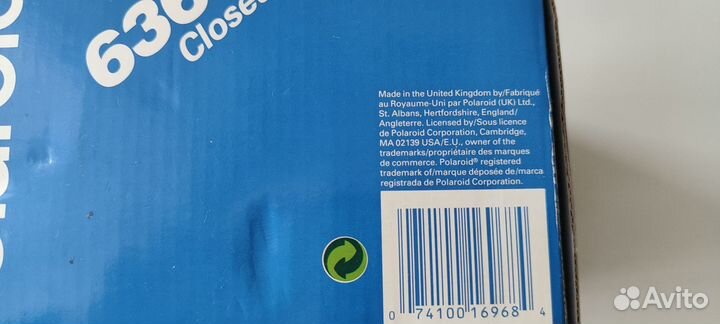 636
Closeu
Made in the United Kingdom by/Fabriqué
au Royaume-Uni par Polaroid (UK) Ltd.,
St. Albans, Hertfordshire, England/
Angleterre. Licensed by/Sous licence
de Polaroid Corporation, Cambridge,
MA 02139 USA/E.U., owner of the
trademarks/propriétaire des marques
de commerce. Polaroid® registered
trademark of/marque déposée de/marca
registrada de Polaroid Corporation.
0 74100 16968 4
Avito